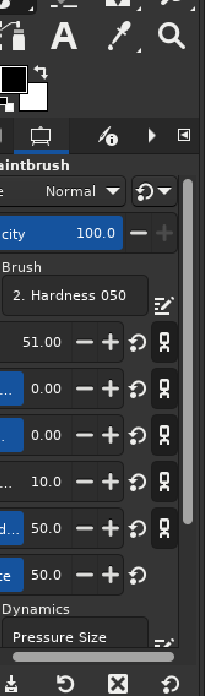 A
aintbrush
e Normal
city 100.0
Brush
2. Hardness 050
51.00
... 0.00
. 0.00
... 10.0
d... 50.0
ce 50.0
Dynamics
Pressure Size